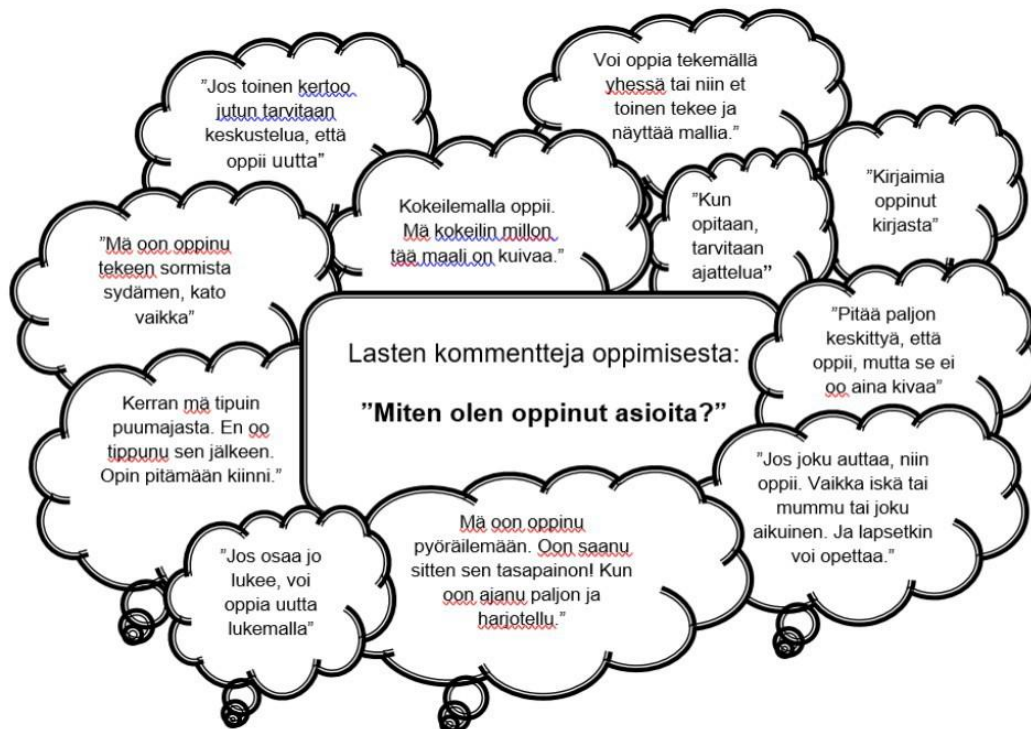 ”Jos toinen kertoo
jutun tarvitaan
keskustelua, että
oppii uutta”
Voi oppia tekemällä
yhessä tai niin et
toinen tekee ja
näyttää mallia.”
”Kirjaimia
oppinut
kirjasta”
Kokeilemalla oppii.
Mä kokeilin millon
tää maali on kuivaa.”
”Kun
opitaan,
tarvitaan
ajattelua”
”Mä oon oppinu
tekeen sormista
sydämen, kato
vaikka”
Lasten kommentteja oppimisesta:
”Miten olen oppinut asioita?”
”Pitää paljon
keskittyä, että
oppii, mutta se ei
oo aina kivaa”
Kerran mä tipuin
puumajasta. En oo
tippunu sen jälkeen.
Opin pitämään kiinni.”
”Jos joku auttaa, niin
oppii. Vaikka iskä tai
mummu tai joku
aikuinen. Ja lapsetkin
voi opettaa.”
”Jos osaa jo
lukee, voi
oppia uutta
lukemalla”
Mä oon oppinu
pyöräilemään. Oon saanu
sitten sen tasapainon! Kun
oon ajanu paljon ja
harjotellu.”